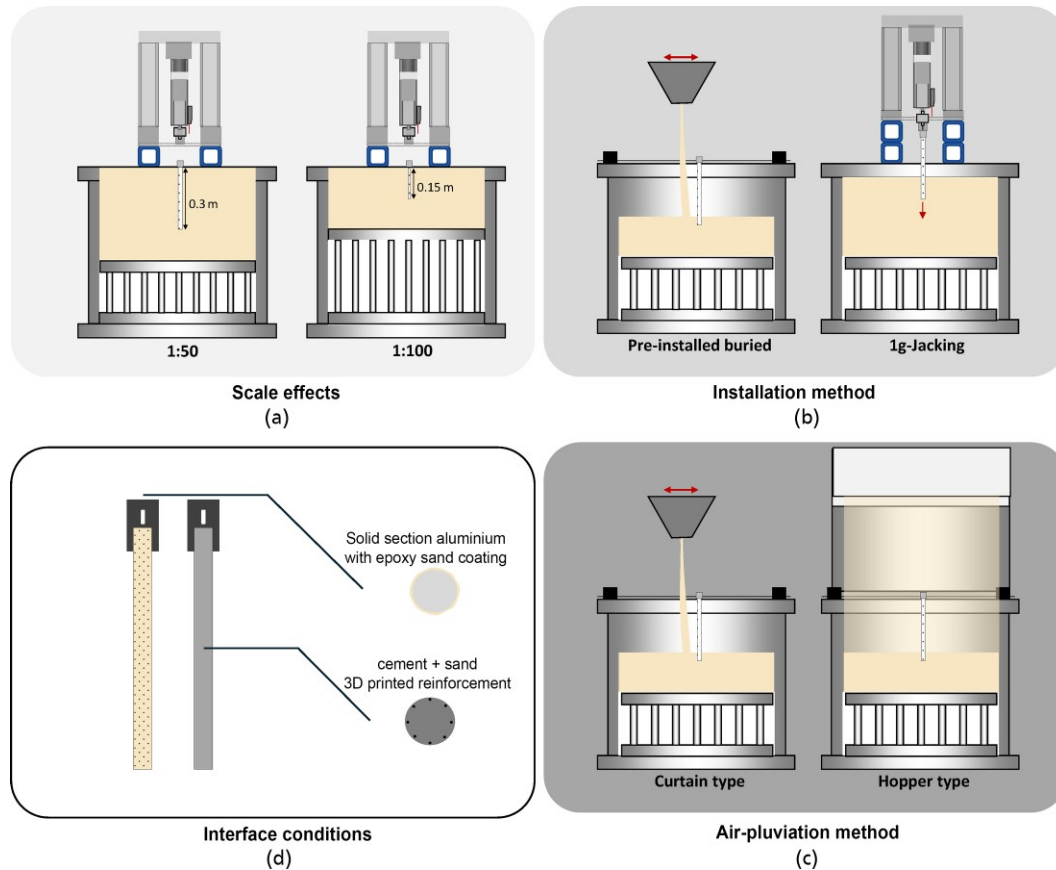 0.3 m
0.15 m
1:50
1:100
Scale effects
(a)
Pre-installed buried
1g-Jacking
Installation method
(b)
Solid section aluminium
with epoxy sand coating
cement + sand
3D printed reinforcement
Interface conditions
(d)
Curtain type
Hopper type
Air-pluviation method
(c)